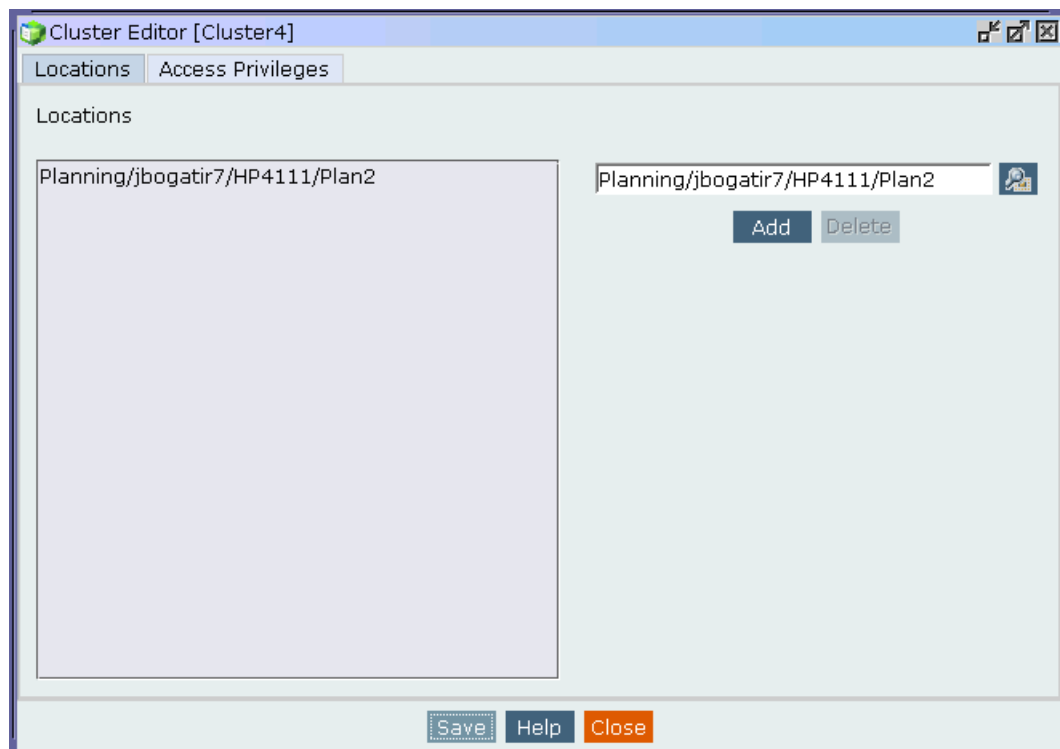 Cluster Editor [Cluster4]
Locations Access Privileges
Locations
Planning/jbogatir7/HP4111/Plan2 Planning/jbogatir7/HP4111/Plan2
Add Delete
Save Help Close